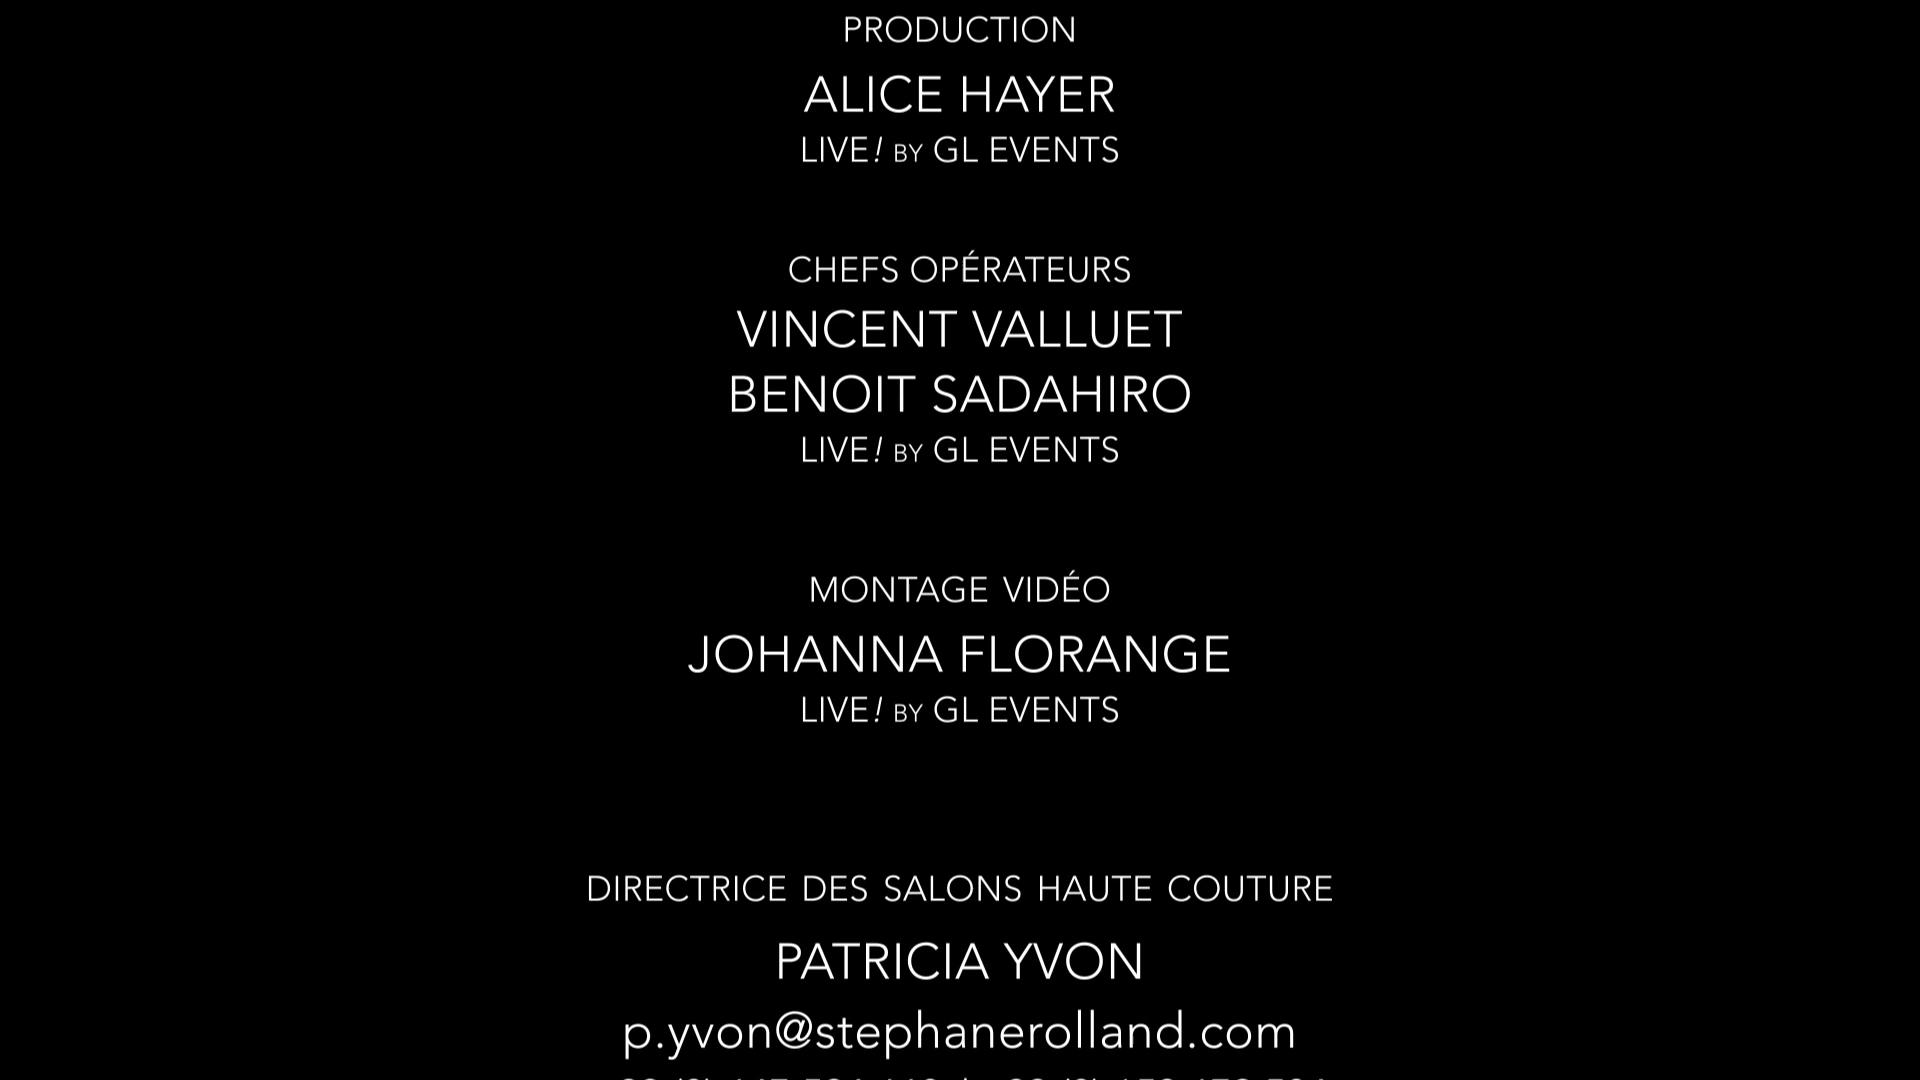 PRODUCTION
ALICE HAYER
LIVE! BY GL EVENTS
CHEFS OPÉRATEURS
VINCENT VALLUET
BENOIT SADAHIRO
LIVE! BY GL EVENTS
MONTAGE VIDÉO
JOHANNA FLORANGE
LIVE! BY GL EVENTS
DIRECTRICE DES SALONS HAUTE COUTURE
PATRICIA YVON
p.yvon@stephanerolland.com